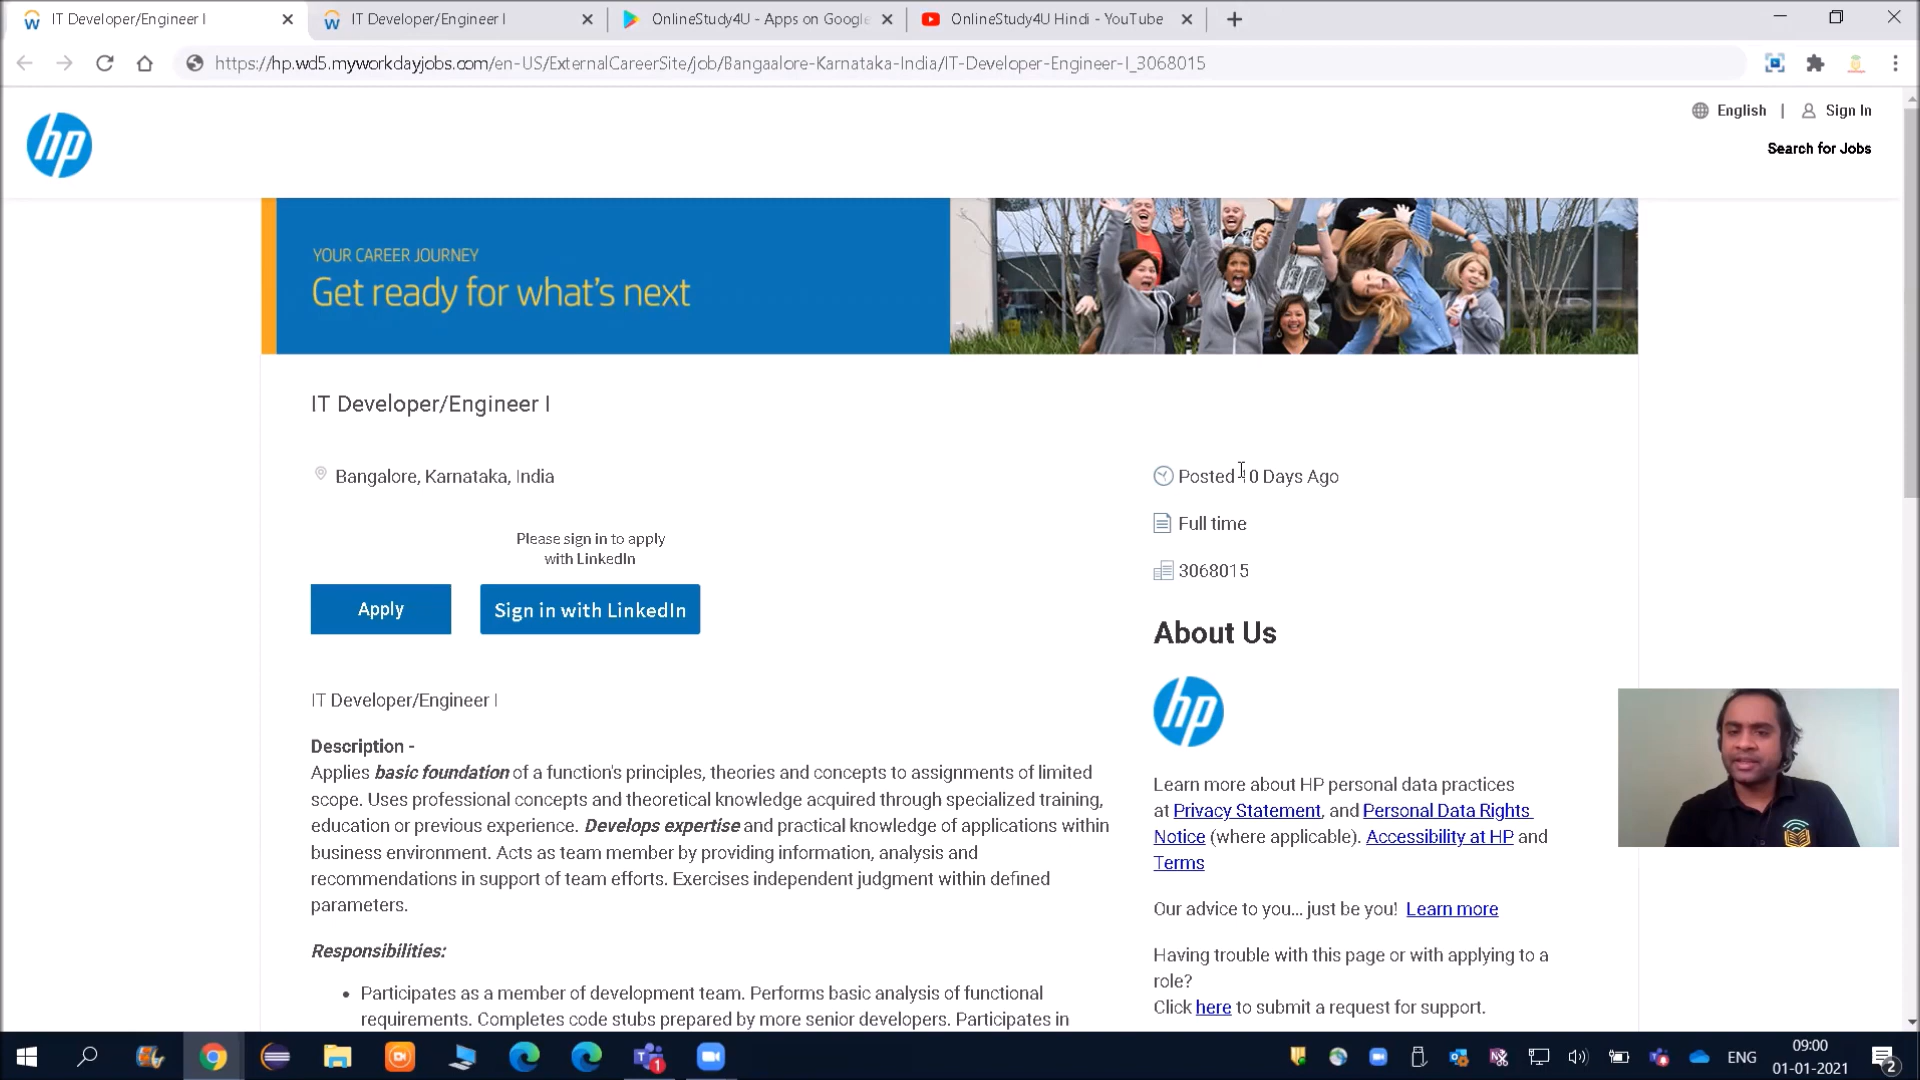 IT Developer/Engineer I
IT Developer/Engineer I
OnlineStudy4U - Apps on Google
OnlineStudy4U Hindi - YouTube
https://hp.wd5.myworkdayjobs.com/en-US/ExternalCareerSite/job/Bangaalore-Karnataka-India/IT-Developer-Engineer-I_3068015
hp
English | Sign In
Search for Jobs
YOUR CAREER JOURNEY
Get ready for what's next
IT Developer/Engineer I
Bangalore, Karnataka, India
Posted 10 Days Ago
Full time
3068015
Please sign in to apply
with LinkedIn
Apply
Sign in with LinkedIn
About Us
hp
IT Developer/Engineer I
Description -
Applies basic foundation of a function's principles, theories and concepts to assignments of limited
scope. Uses professional concepts and theoretical knowledge acquired through specialized training,
education or previous experience. Develops expertise and practical knowledge of applications within
business environment. Acts as team member by providing information, analysis and
recommendations in support of team efforts. Exercises independent judgment within defined
parameters.
Responsibilities:
• Participates as a member of development team. Performs basic analysis of functional
requirements. Completes code stubs prepared by more senior developers. Participates in
Learn more about HP personal data practices
at Privacy Statement, and Personal Data Rights
Notice (where applicable). Accessibility at HP and
Terms
Our advice to you... just be you! Learn more
Having trouble with this page or with applying to a
role?
Click here to submit a request for support.
ENG
09:00
01-01-2021
2